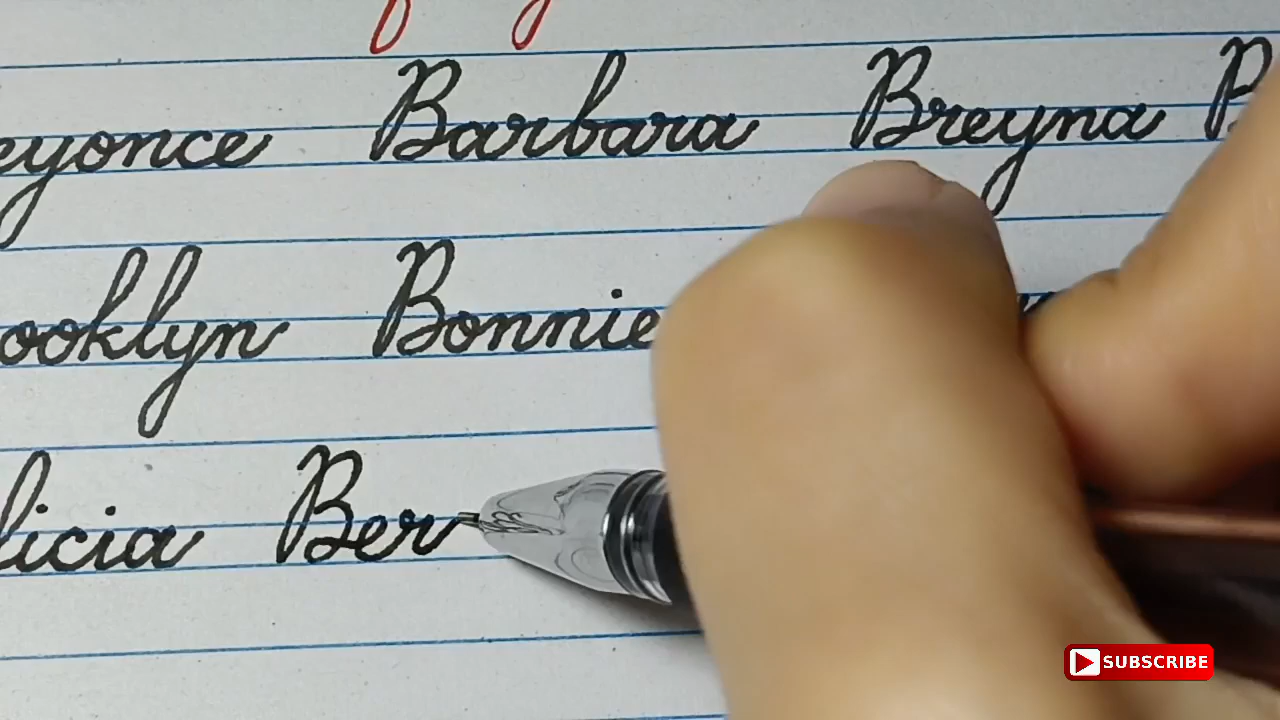 eyonce Barbara Breyna B
ooklyn Bonnie
licia Ber
SUBSCRIBE